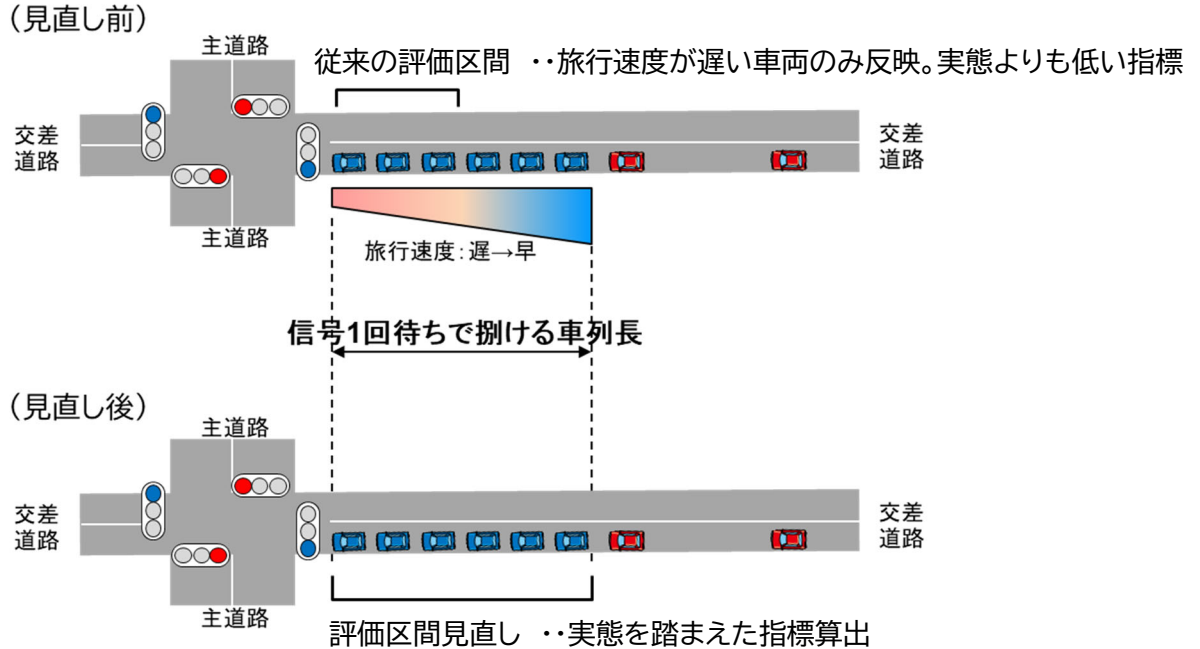 （見直し前）
主道路
従来の評価区間　‥旅行速度が遅い車両のみ反映。実態よりも低い指標
交差
道路
交差
道路
主道路
旅行速度：遅→早
信号1回待ちで捌ける車列長
（見直し後）
主道路
交差
道路
交差
道路
主道路
評価区間見直し　‥実態を踏まえた指標算出